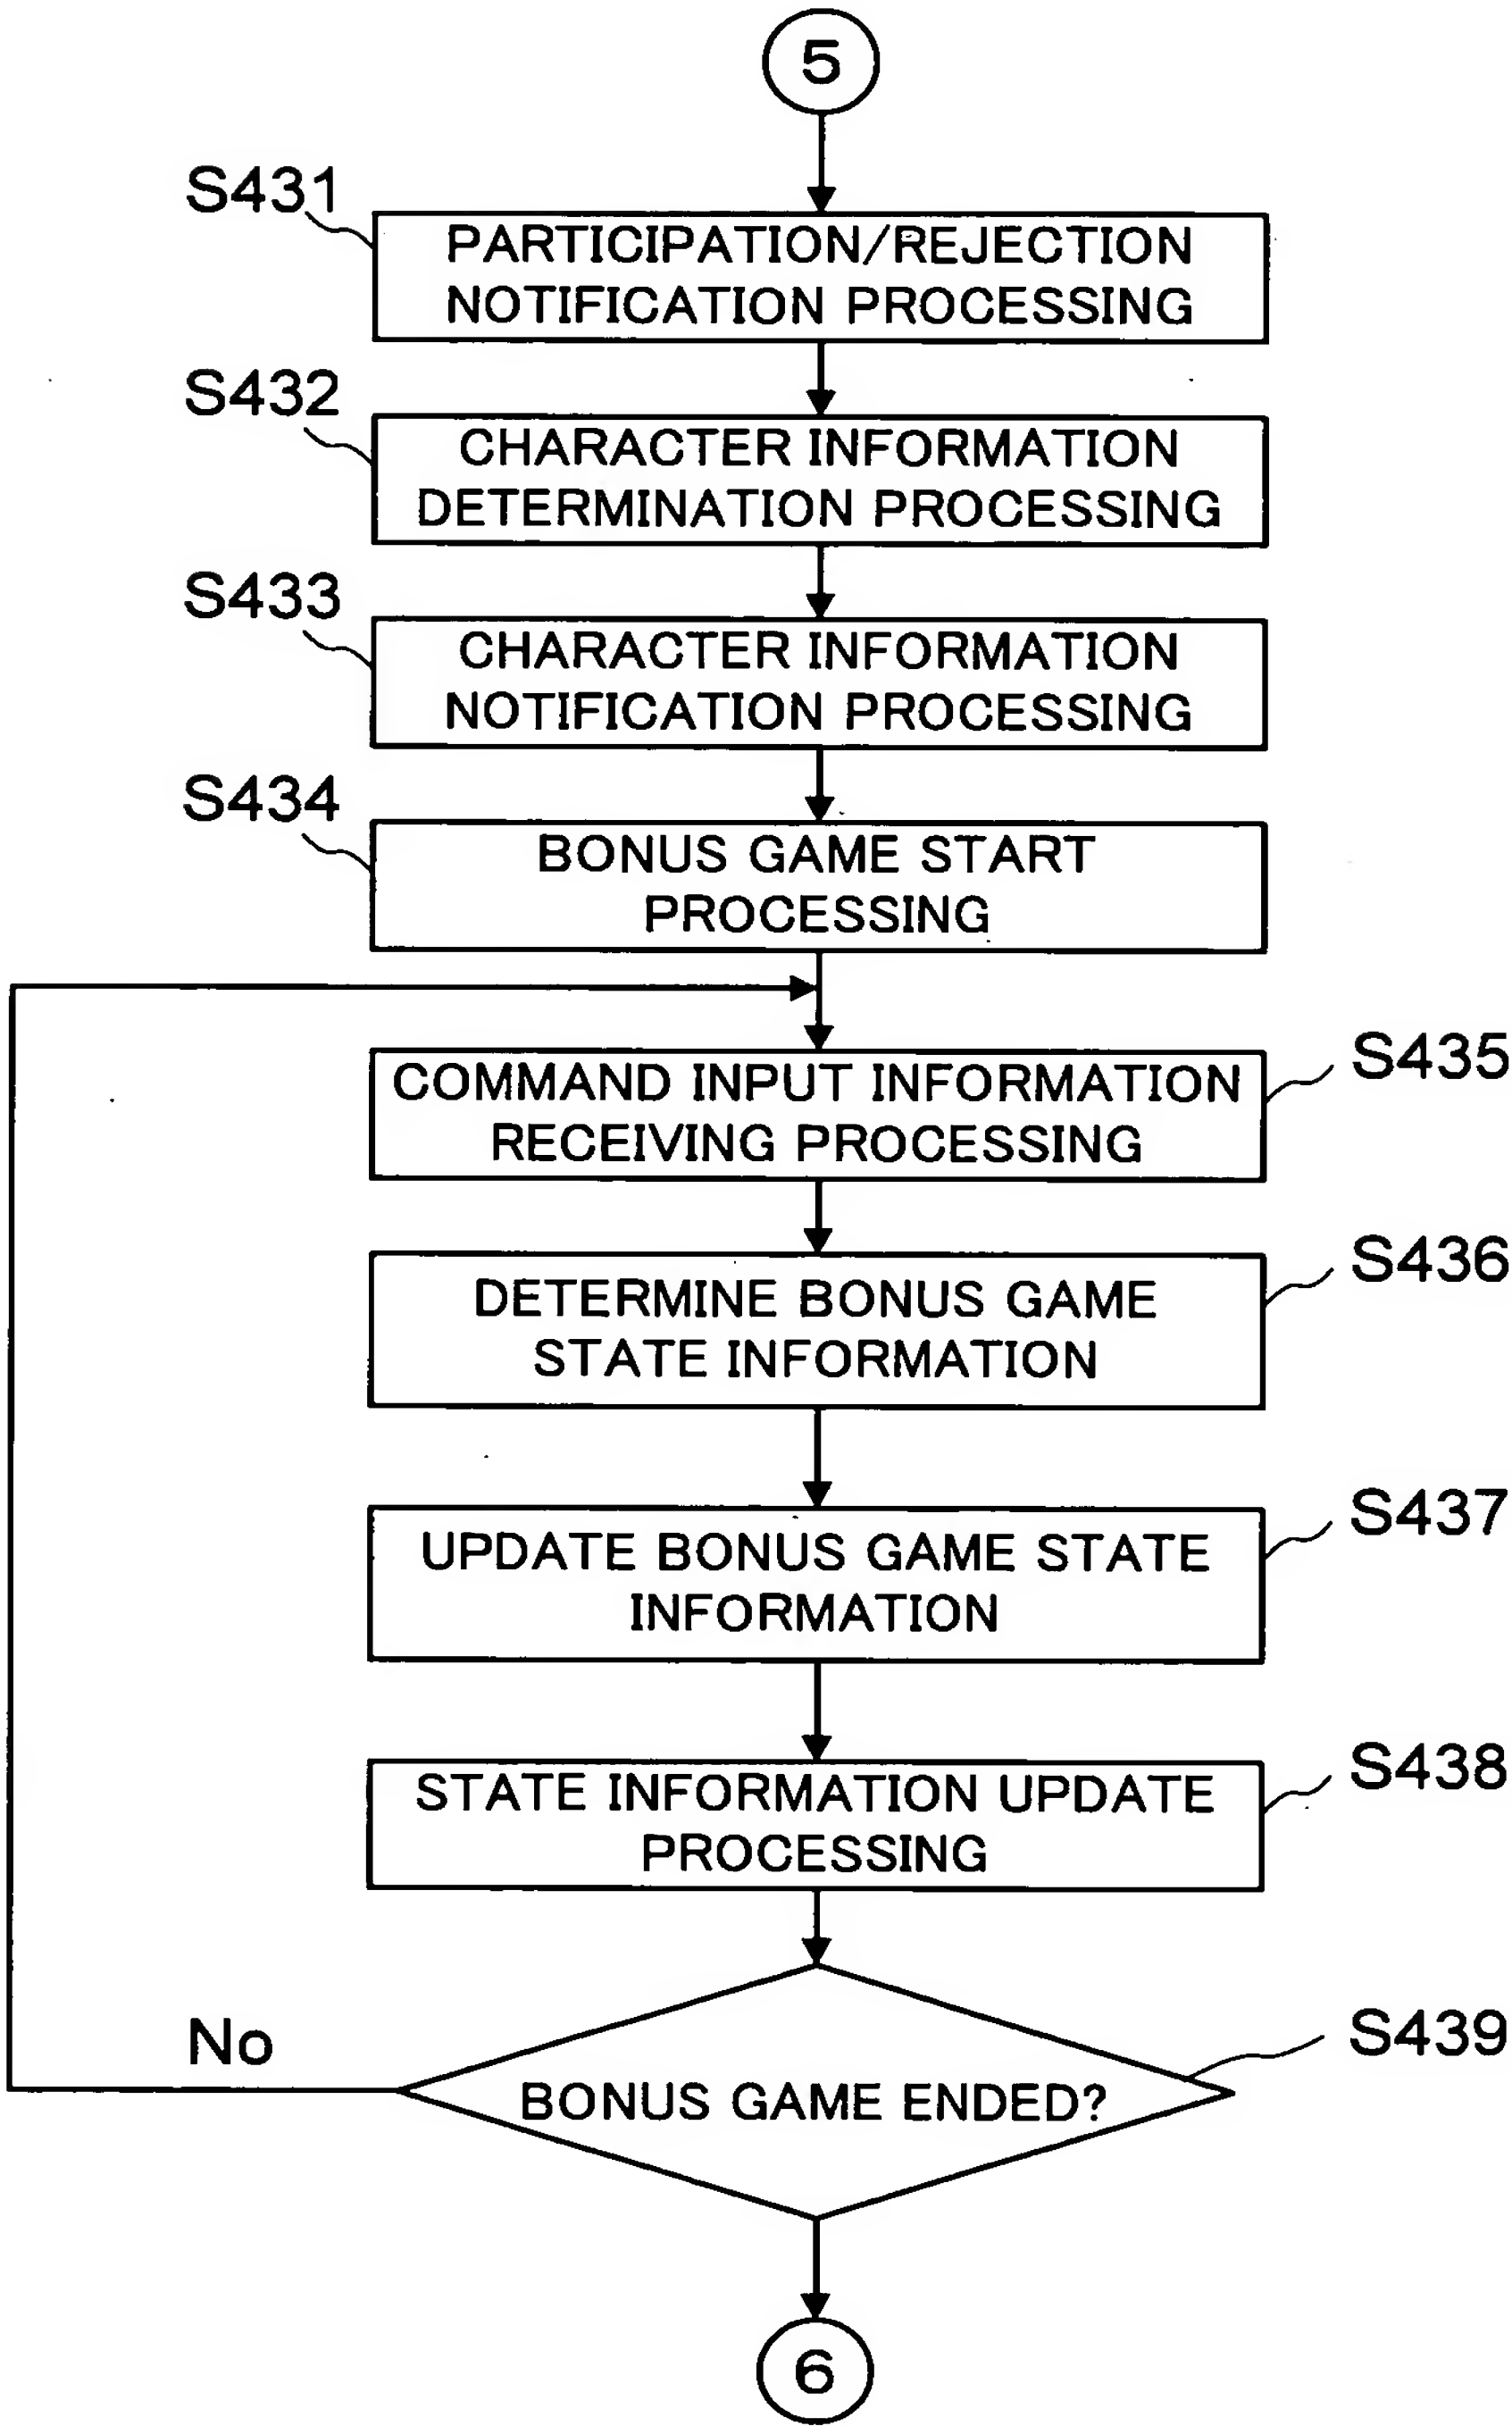 5
S431
PARTICIPATION/REJECTION
NOTIFICATION PROCESSING
S432
CHARACTER INFORMATION
DETERMINATION PROCESSING
S433
CHARACTER INFORMATION
NOTIFICATION PROCESSING
S434
BONUS GAME START
PROCESSING
S435
COMMAND INPUT INFORMATION
RECEIVING PROCESSING
S436
DETERMINE BONUS GAME
STATE INFORMATION
S437
UPDATE BONUS GAME STATE
INFORMATION
S438
STATE INFORMATION UPDATE
PROCESSING
S439
No
BONUS GAME ENDED?
6